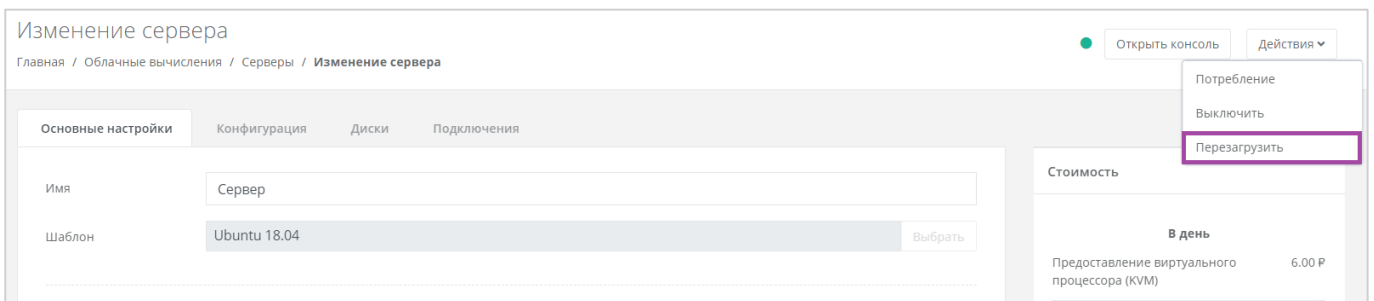 Изменение сервера
Открыть консоль
Действия
Главная / Облачные вычисления / Серверы / Изменение сервера
Потребление
Выключить
Перезагрузить
Основные настройки
Конфигурация
Диски
Подключения
Стоимость
Имя
Сервер
Шаблон
Ubuntu 18.04
Выбрать
В день
Предоставление виртуального
процессора (KVM)
6.00 ₽